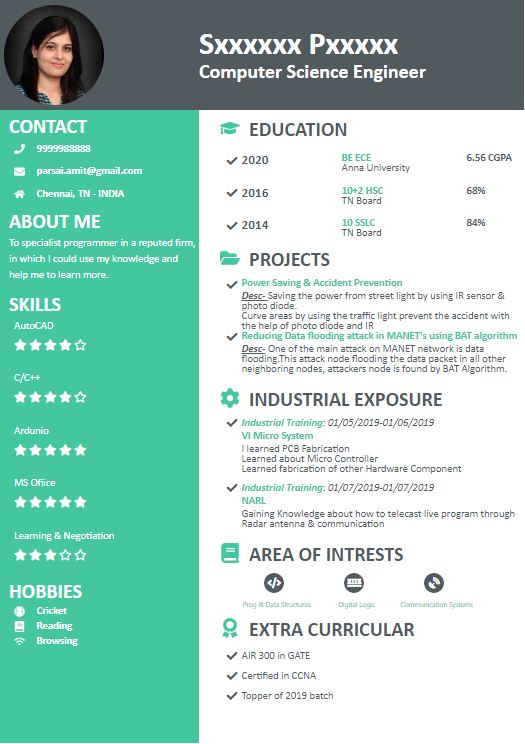 Sxxxxxx Pxxxxx
Computer Science Engineer
CONTACT
9999988888
parsai.amit@gmail.com
Chennai, TN - INDIA
ABOUT ME
To specialist programmer in a reputed firm,
in which I could use my knowledge and
help me to learn more.
SKILLS
AutoCAD
C/C++
Ardunio
MS Ofiice
Learning & Negotiation
HOBBIES
Cricket
Reading
Browsing
EDUCATION
2020 BE ECE 6.56 CGPA
Anna University
2016 10+2 HSC 68%
TN Board
2014 10 SSLC 84%
TN Board
PROJECTS
Power Saving & Accident Prevention
Desc- Saving the power from street light by using IR sensor &
photo diode.
Curve areas by using the traffic light prevent the accident with
the help of photo diode and IR
Reducing Data flooding attack in MANET's using BAT algorithm
Desc- One of the main attack on MANET network is data
flooding.This attack node flooding the data packet in all other
neighboring nodes, attackers node is found by BAT Algorithm.
INDUSTRIAL EXPOSURE
Industrial Training: 01/05/2019-01/06/2019
VI Micro System
I learned PCB Fabrication
Learned about Micro Controller
Learned fabrication of other Hardware Component
Industrial Training: 01/07/2019-01/07/2019
NARL
Gaining Knowledge about how to telecast live program through
Radar antenna & communication
AREA OF INTRESTS
Prog & Data Structures Digital Logic Communication Systems
EXTRA CURRICULAR
AIR 300 in GATE
Certified in CCNA
Topper of 2019 batch